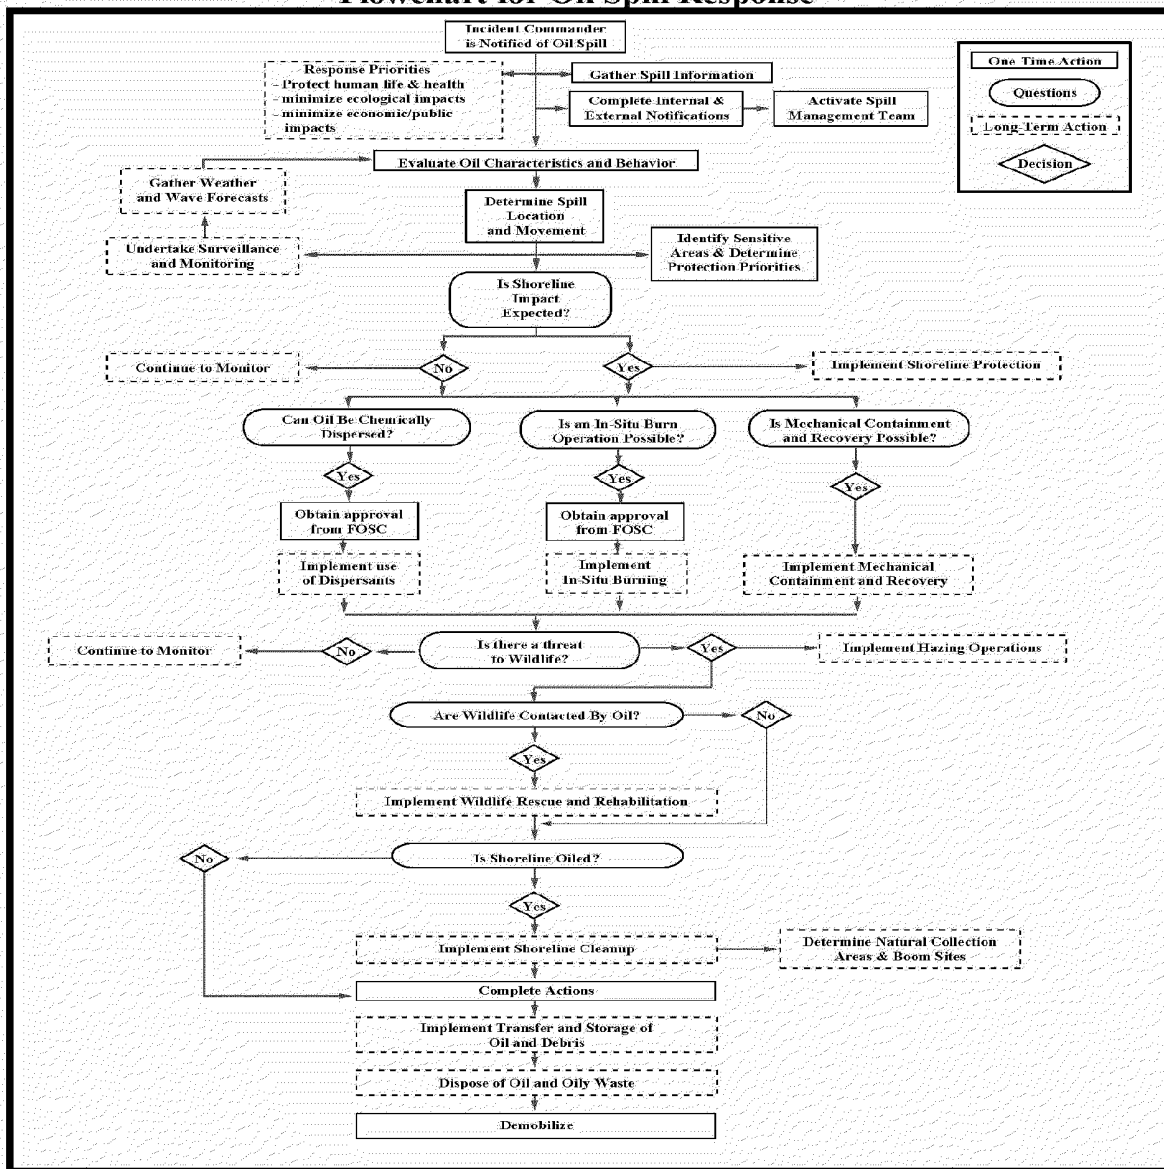 Flowchart for Oil Spill Response
Incident Commander
is Notified of Oil Spill
Response Priorities
- Protect human life & health
- minimize ecological impacts
- minimize economic/public
impacts
Gather Spill Information
Complete Internal &
External Notifications
Activate Spill
Management Team
One Time Action
Questions
Long-Term Action
Decision
Evaluate Oil Characteristics and Behavior
Gather Weather
and Wave Forecasts
Determine Spill
Location
and Movement
Undertake Surveillance
and Monitoring
Identify Sensitive
Areas & Determine
Protection Priorities
Is Shoreline
Impact
Expected?
Continue to Monitor
No
Yes
Implement Shoreline Protection
Can Oil Be Chemically
Dispersed?
Is an In-Situ Burn
Operation Possible?
Is Mechanical Containment
and Recovery Possible?
Yes
Yes
Yes
Obtain approval
from FOSC
Obtain approval
from FOSC
Implement use
of Dispersants
Implement
In-Situ Burning
Implement Mechanical
Containment and Recovery
Continue to Monitor
No
Is there a threat
to Wildlife?
Yes
Implement Hazing Operations
Are Wildlife Contacted By Oil?
No
Yes
Implement Wildlife Rescue and Rehabilitation
No
Is Shoreline Oiled?
Yes
Implement Shoreline Cleanup
Determine Natural Collection
Areas & Boom Sites
Complete Actions
Implement Transfer and Storage of
Oil and Debris
Dispose of Oil and Oily Waste
Demobilize